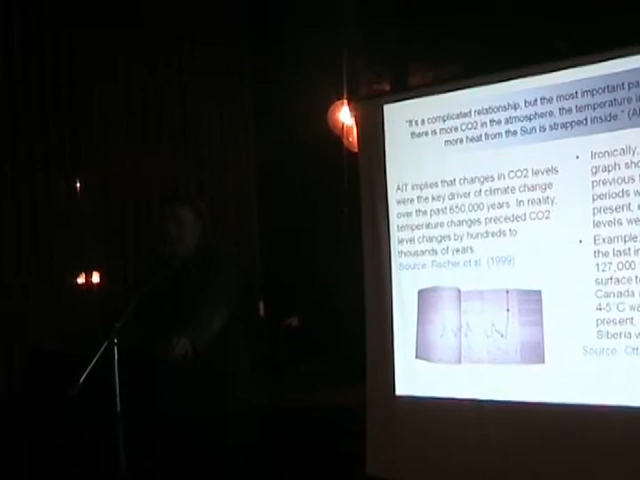 "It's a complicated relationship, but the most important pa
there is more CO2 in the atmosphere, the temperature i
more heat from the Sun is strapped inside." (AI
AIT implies that changes in CO2 levels
were the key driver of climate change
over the past 650,000 years. In reality,
temperature changes preceded CO2
level changes by hundreds to
thousands of years.
Source: Fischer et al. (1999)
• Ironically,
graph sho
previous
periods w
present,
levels we
• Example:
the last in
127,000
surface te
Canada
4-5°C wa
present,
Siberia w
Source: Ott